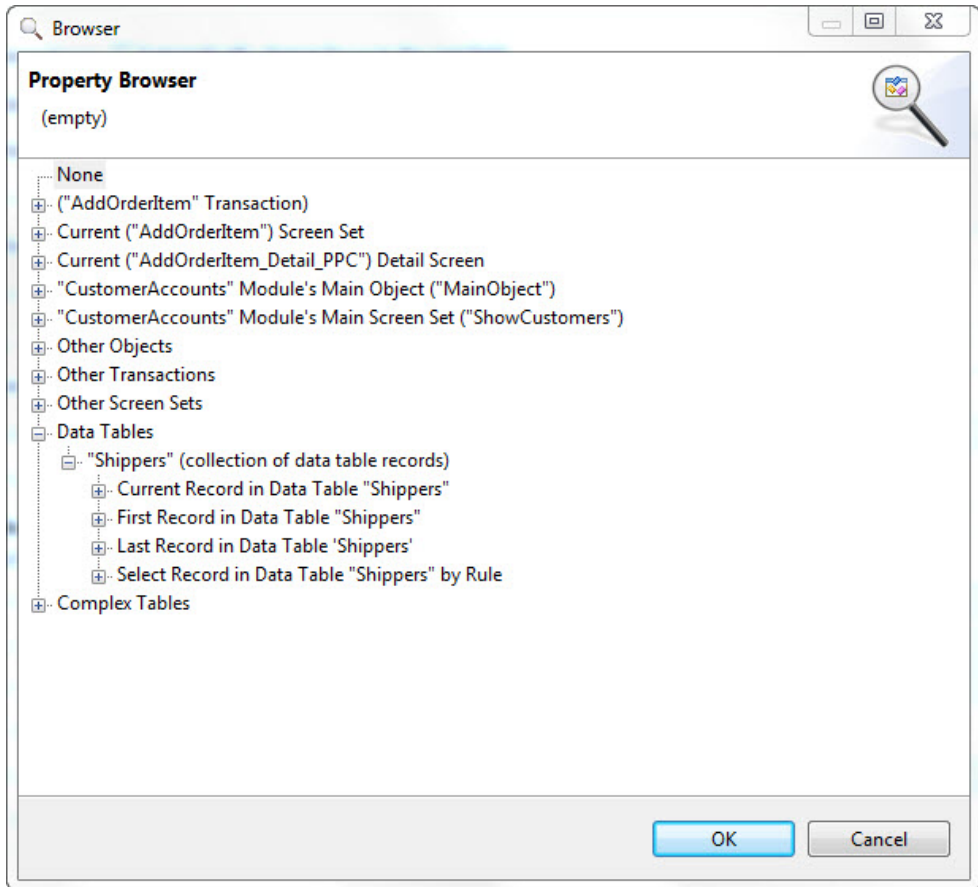 Browser
Property Browser
(empty)
None
("AddOrderItem" Transaction)
Current ("AddOrderItem") Screen Set
Current ("AddOrderItem_Detail_PPC") Detail Screen
"CustomerAccounts" Module's Main Object ("MainObject")
"CustomerAccounts" Module's Main Screen Set ("ShowCustomers")
Other Objects
Other Transactions
Other Screen Sets
Data Tables
"Shippers" (collection of data table records)
Current Record in Data Table "Shippers"
First Record in Data Table "Shippers"
Last Record in Data Table 'Shippers'
Select Record in Data Table "Shippers" by Rule
Complex Tables
OK Cancel